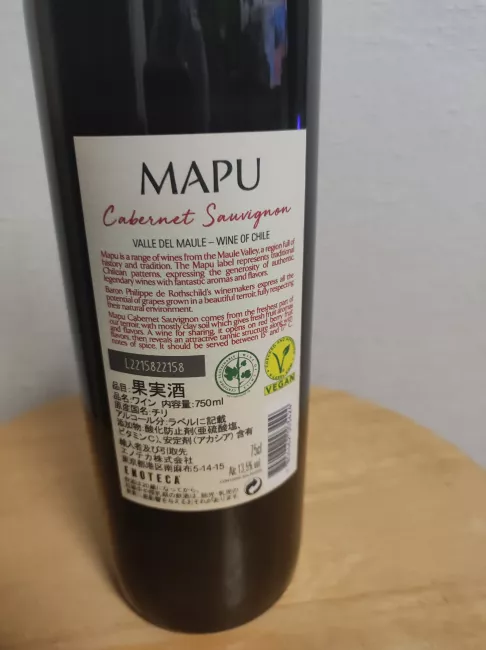 MAPU
Cabernet Sauvignon
VALLE DEL MAULE – WINE OF CHILE
Mapu is a range of wines from the Maule Valley, a region full of
history and tradition. The Mapu label represents traditional
Chilean patterns, expressing the generosity of authentic,
legendary wines with fantastic aromas and flavors.
Baron Philippe de Rothschild's winemakers express all the
potential of grapes grown in a beautiful terroir, fully respecting
their natural environment.
Mapu Cabernet Sauvignon comes from the freshest part of
our terroir, with mostly clay soil which gives fresh fruit aromas
and flavors. A wine for sharing, it opens on red berry fruit
flavors, then reveals an attractive tannic structure along with
notes of spice. It should be served between
L2215822158
V-LABEL
VEGAN
品目:果実酒
品名:ワイン 内容量:750ml
原産国名:チリ
アルコール分:ラベルに記載
添加物:酸化防止剤(亜硫酸塩、
ビタミンC)、安定剤(アカシア)含有
輸入者及び引取先
エノテカ株式会社
東京都港区南麻布5-14-15
ENOTECA
75cl
Alc.13,5% vol.